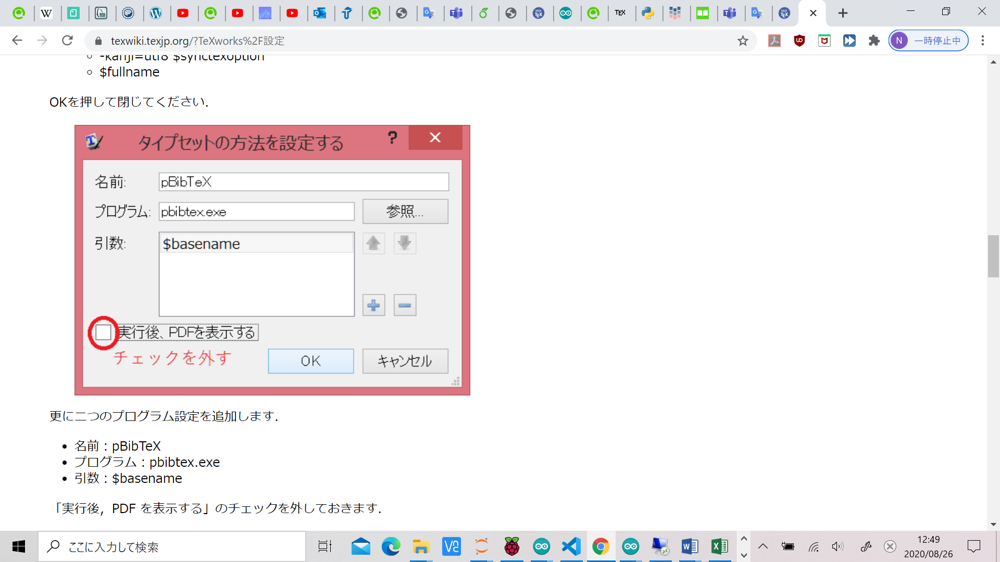 texwiki.texjp.org/?TeXworks%2F設定
N 一時停止中
-kanji=utf8 $synctexoption
$fullname
OKを押して閉じてください.
タイプセットの方法を設定する ?
名前: pBibTeX
プログラム: pbibtex.exe 参照...
引数: $basename
実行後、PDFを表示する
チェックを外す
OK キャンセル
更に二つのプログラム設定を追加します.
名前：pBibTeX
プログラム：pbibtex.exe
引数：$basename
「実行後，PDF を表示する」のチェックを外しておきます.
ここに入力して検索
12:49
2020/08/26